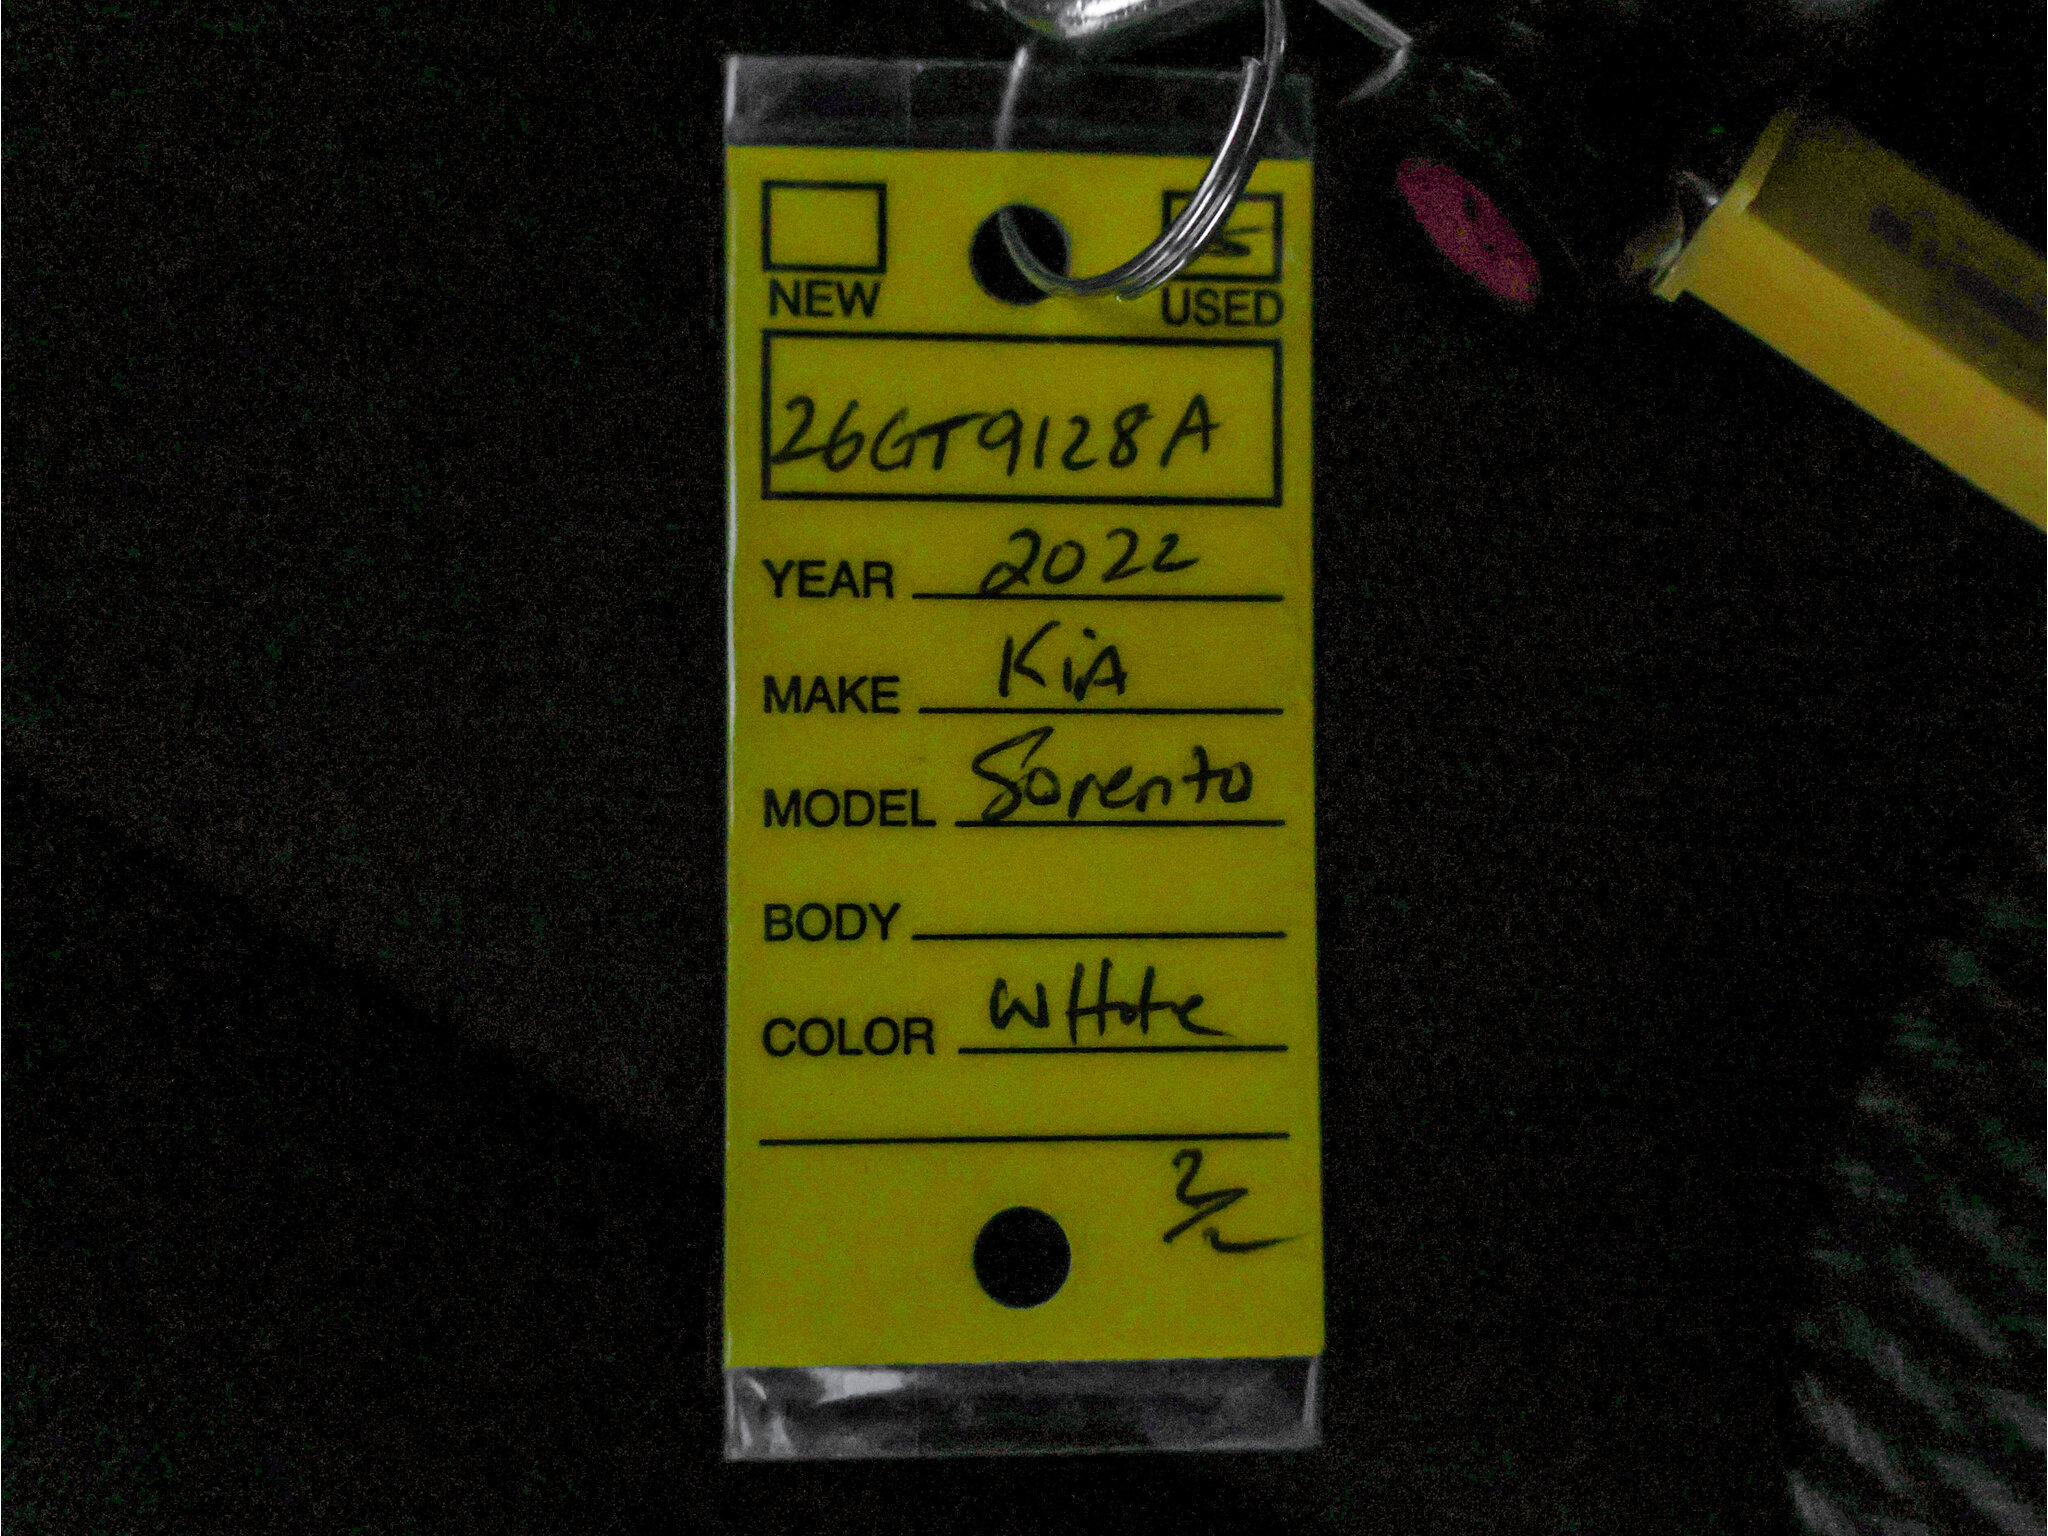 NEW USED
26GT9128A
YEAR 2022
MAKE KiA
MODEL Sorento
BODY
COLOR WHite
2/2